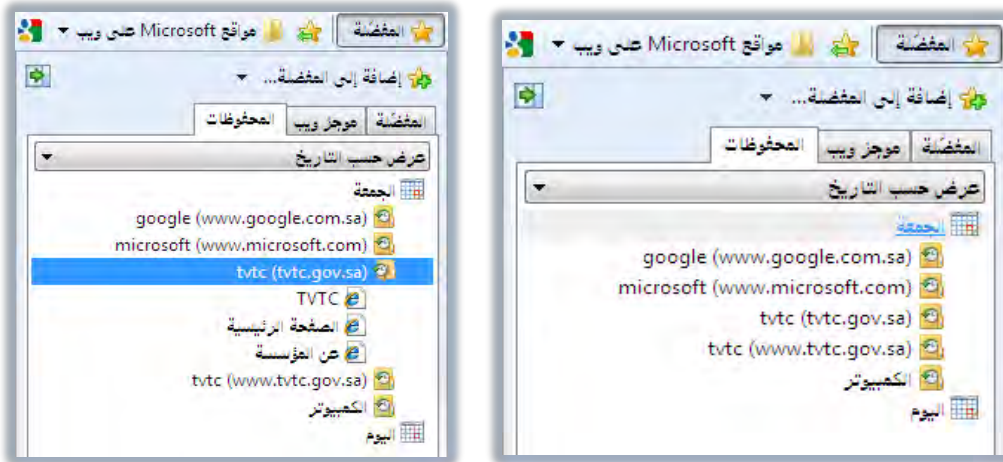 المفضّلة مواقع Microsoft على ويب
إضافة إلى المفضلة...
المفضّلة موجز ويب المحفوظات
عرض حسب التاريخ
الجمعة
google (www.google.com.sa)
microsoft (www.microsoft.com)
tvtc (tvtc.gov.sa)
tvtc (www.tvtc.gov.sa)
الكمبيوتر
اليوم
المفضّلة مواقع Microsoft على ويب
إضافة إلى المفضلة...
المفضّلة موجز ويب المحفوظات
عرض حسب التاريخ
الجمعة
google (www.google.com.sa)
microsoft (www.microsoft.com)
tvtc (tvtc.gov.sa)
TVTC
الصفحة الرئيسية
عن المؤسسة
tvtc (www.tvtc.gov.sa)
الكمبيوتر
اليوم